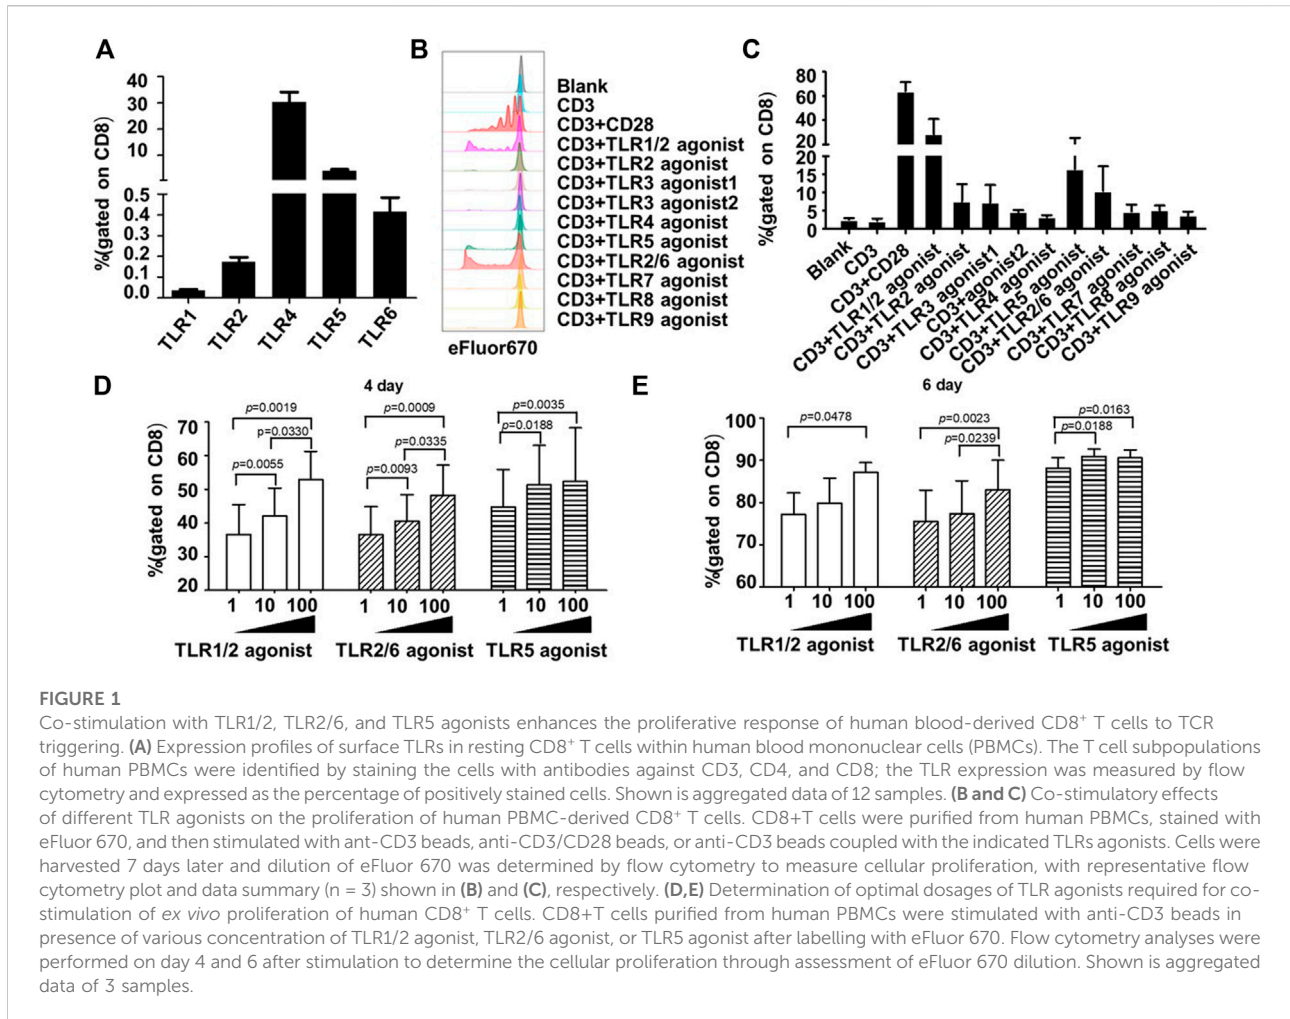 A
%(gated on CD8)
40
30
20
10
0.5
0.4
0.3
0.2
0.1
0.0
TLR1
TLR2
TLR4
TLR5
TLR6
B
Blank
CD3
CD3+CD28
CD3+TLR1/2 agonist
CD3+TLR2 agonist
CD3+TLR3 agonist1
CD3+TLR3 agonist2
CD3+TLR4 agonist
CD3+TLR5 agonist
CD3+TLR2/6 agonist
CD3+TLR7 agonist
CD3+TLR8 agonist
CD3+TLR9 agonist
eFluor670
C
%(gated on CD8)
80
60
40
20
20
15
10
5
0
Blank
CD3
CD3+CD28
CD3+TLR1/2 agonist
CD3+TLR2 agonist
CD3+TLR3 agonist1
CD3+agonist2
CD3+TLR4 agonist
CD3+TLR5 agonist
CD3+TLR2/6 agonist
CD3+TLR7 agonist
CD3+TLR8 agonist
CD3+TLR9 agonist
D
4 day
%(gated on CD8)
70
60
50
40
30
20
p=0.0019
p=0.0330
p=0.0055
p=0.0009
p=0.0335
p=0.0093
p=0.0035
p=0.0188
1 10 100 1 10 100 1 10 100
TLR1/2 agonist TLR2/6 agonist TLR5 agonist
E
6 day
%(gated on CD8)
100
90
80
70
60
p=0.0478
p=0.0023
p=0.0239
p=0.0163
p=0.0188
1 10 100 1 10 100 1 10 100
TLR1/2 agonist TLR2/6 agonist TLR5 agonist
FIGURE 1
Co-stimulation with TLR1/2, TLR2/6, and TLR5 agonists enhances the proliferative response of human blood-derived CD8⁺ T cells to TCR
triggering. (A) Expression profiles of surface TLRs in resting CD8⁺ T cells within human blood mononuclear cells (PBMCs). The T cell subpopulations
of human PBMCs were identified by staining the cells with antibodies against CD3, CD4, and CD8; the TLR expression was measured by flow
cytometry and expressed as the percentage of positively stained cells. Shown is aggregated data of 12 samples. (B and C) Co-stimulatory effects
of different TLR agonists on the proliferation of human PBMC-derived CD8⁺ T cells. CD8+T cells were purified from human PBMCs, stained with
eFluor 670, and then stimulated with ant-CD3 beads, anti-CD3/CD28 beads, or anti-CD3 beads coupled with the indicated TLRs agonists. Cells were
harvested 7 days later and dilution of eFluor 670 was determined by flow cytometry to measure cellular proliferation, with representative flow
cytometry plot and data summary (n = 3) shown in (B) and (C), respectively. (D,E) Determination of optimal dosages of TLR agonists required for co-
stimulation of ex vivo proliferation of human CD8⁺ T cells. CD8+T cells purified from human PBMCs were stimulated with anti-CD3 beads in
presence of various concentration of TLR1/2 agonist, TLR2/6 agonist, or TLR5 agonist after labelling with eFluor 670. Flow cytometry analyses were
performed on day 4 and 6 after stimulation to determine the cellular proliferation through assessment of eFluor 670 dilution. Shown is aggregated
data of 3 samples.